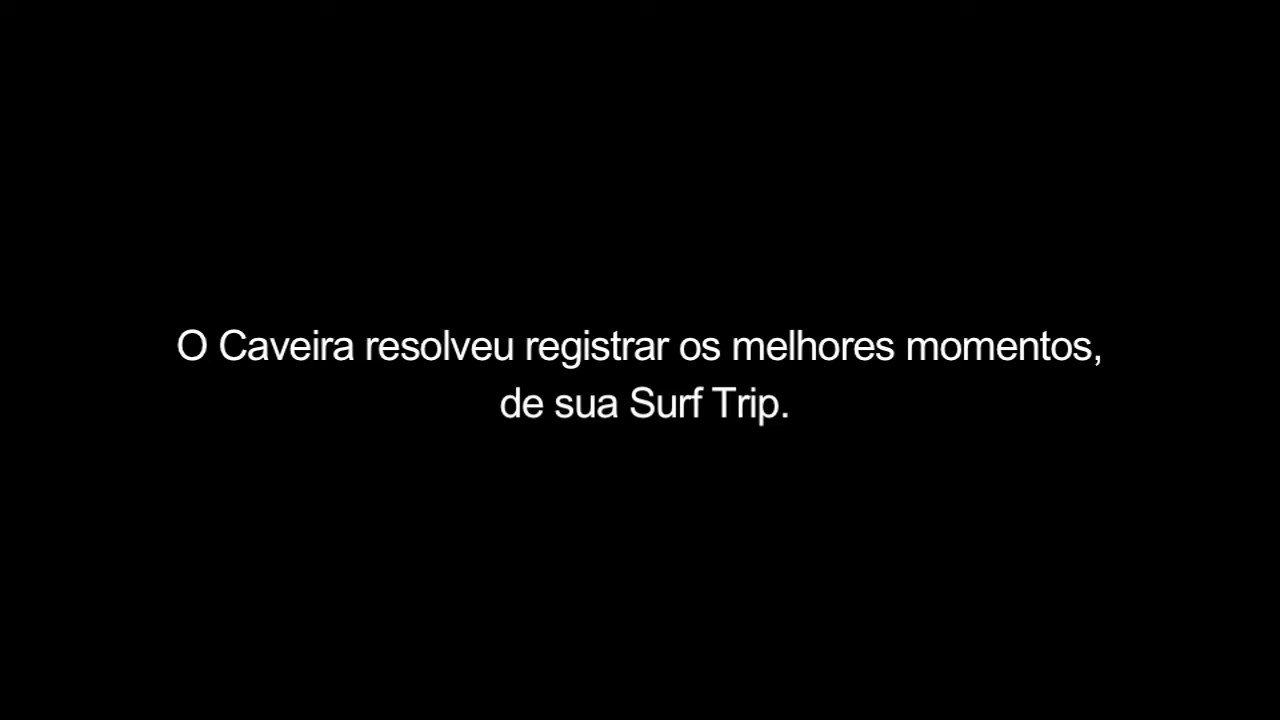 O Caveira resolveu registrar os melhores momentos,
de sua Surf Trip.